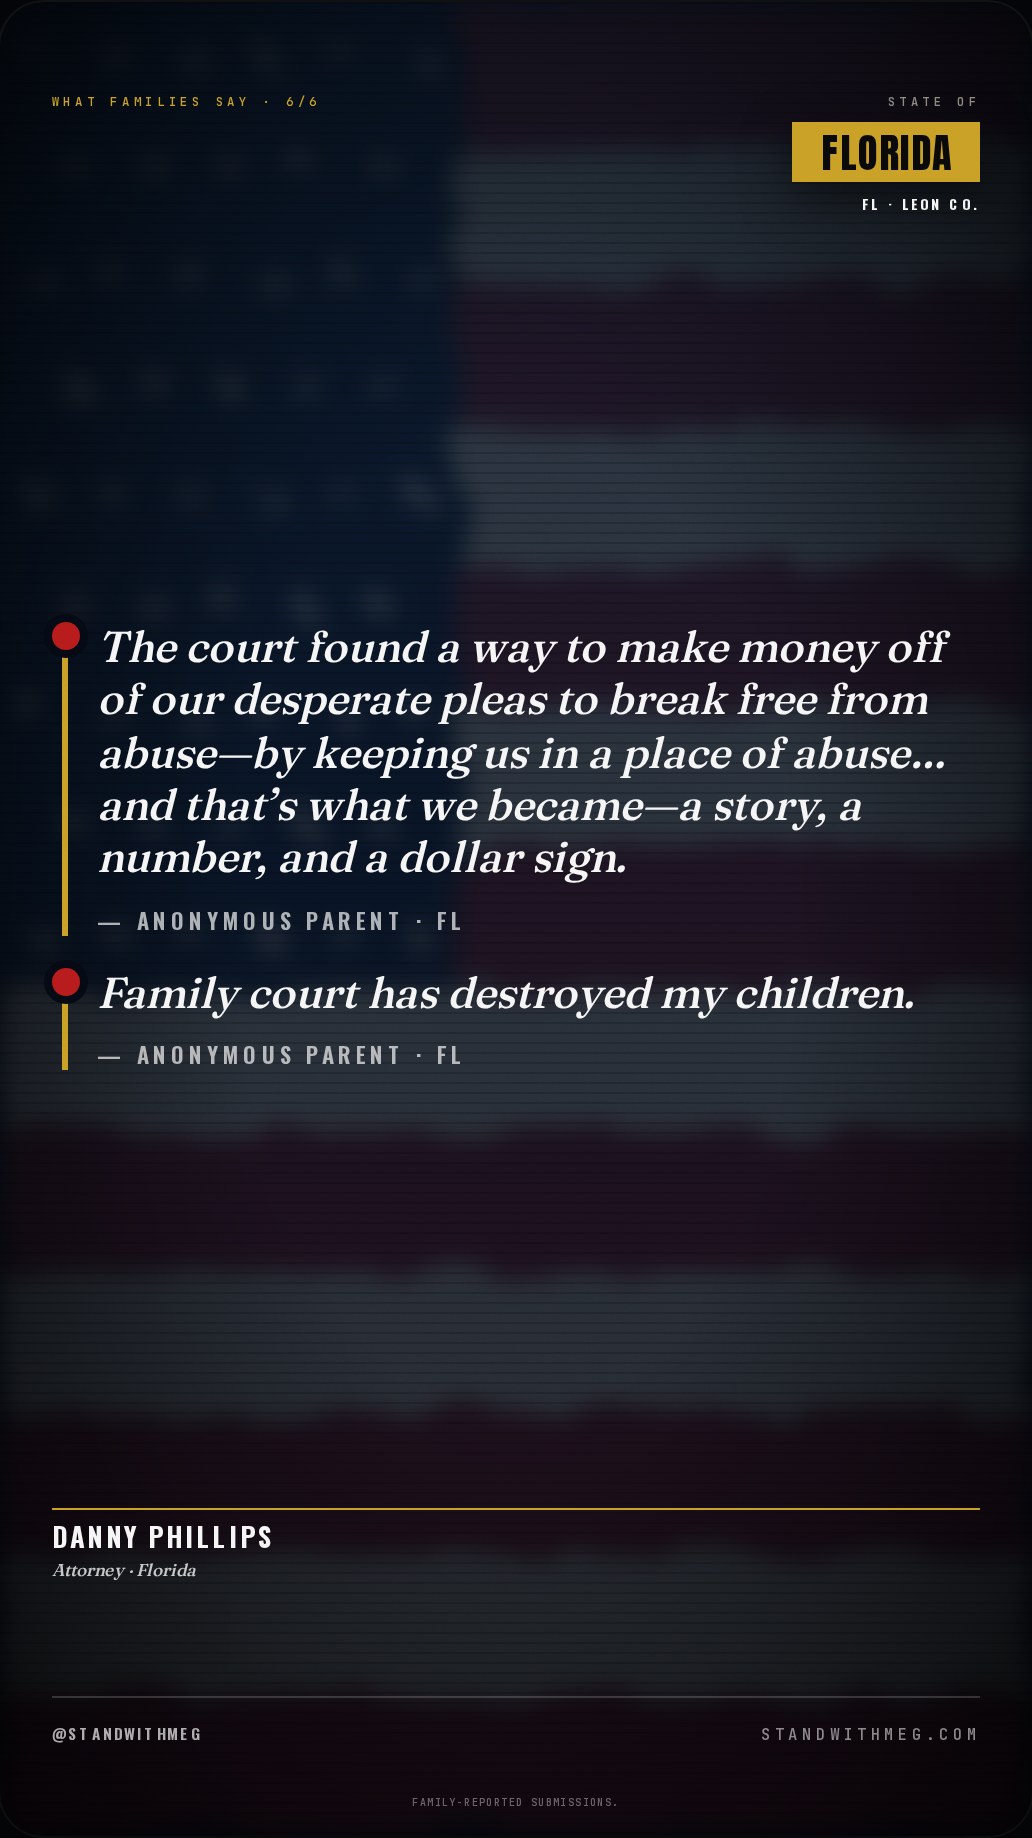 WHAT FAMILIES SAY · 6/6
STATE OF
FLORIDA
FL · LEON CO.
The court found a way to make money off
of our desperate pleas to break free from
abuse—by keeping us in a place of abuse...
and that’s what we became—a story, a
number, and a dollar sign.
— ANONYMOUS PARENT · FL
Family court has destroyed my children.
— ANONYMOUS PARENT · FL
DANNY PHILLIPS
Attorney · Florida
@STANDWITHMEG
STANDWITHMEG.COM
FAMILY-REPORTED SUBMISSIONS.